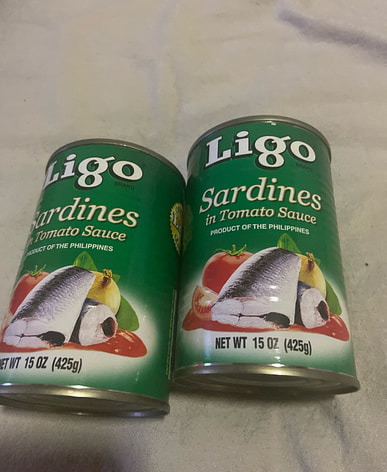 Ligo
BRAND
Sardines
in Tomato Sauce
PRODUCT OF THE PHILIPPINES
NET WT 15 OZ (425g)
Ligo
Sardines
in Tomato Sauce
PRODUCT OF THE PHILIPPINES
NET WT 15 OZ (425g)